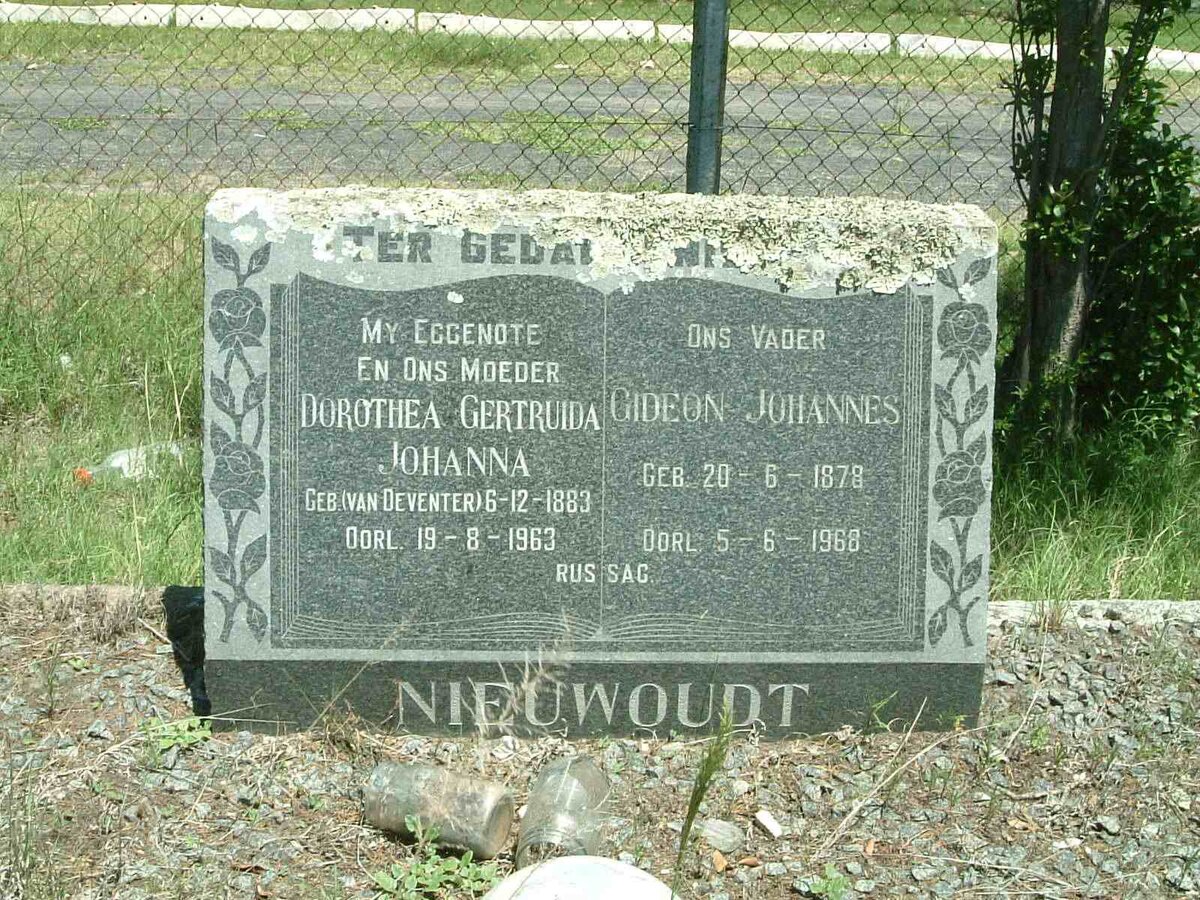 TER
MY EGGENOTE
EN ONS MOEDER
DOROTHEA GERTRUIDA
JOHANNA
GEB. (VAN DEVENTER) 6-12-1883
OORL. 19-8-1963
ONS VADER
GIDEON JOHANNES
GEB. 20-6-1878
OORL. 5-6-1968
RUS SAG.
NIEUWOUDT